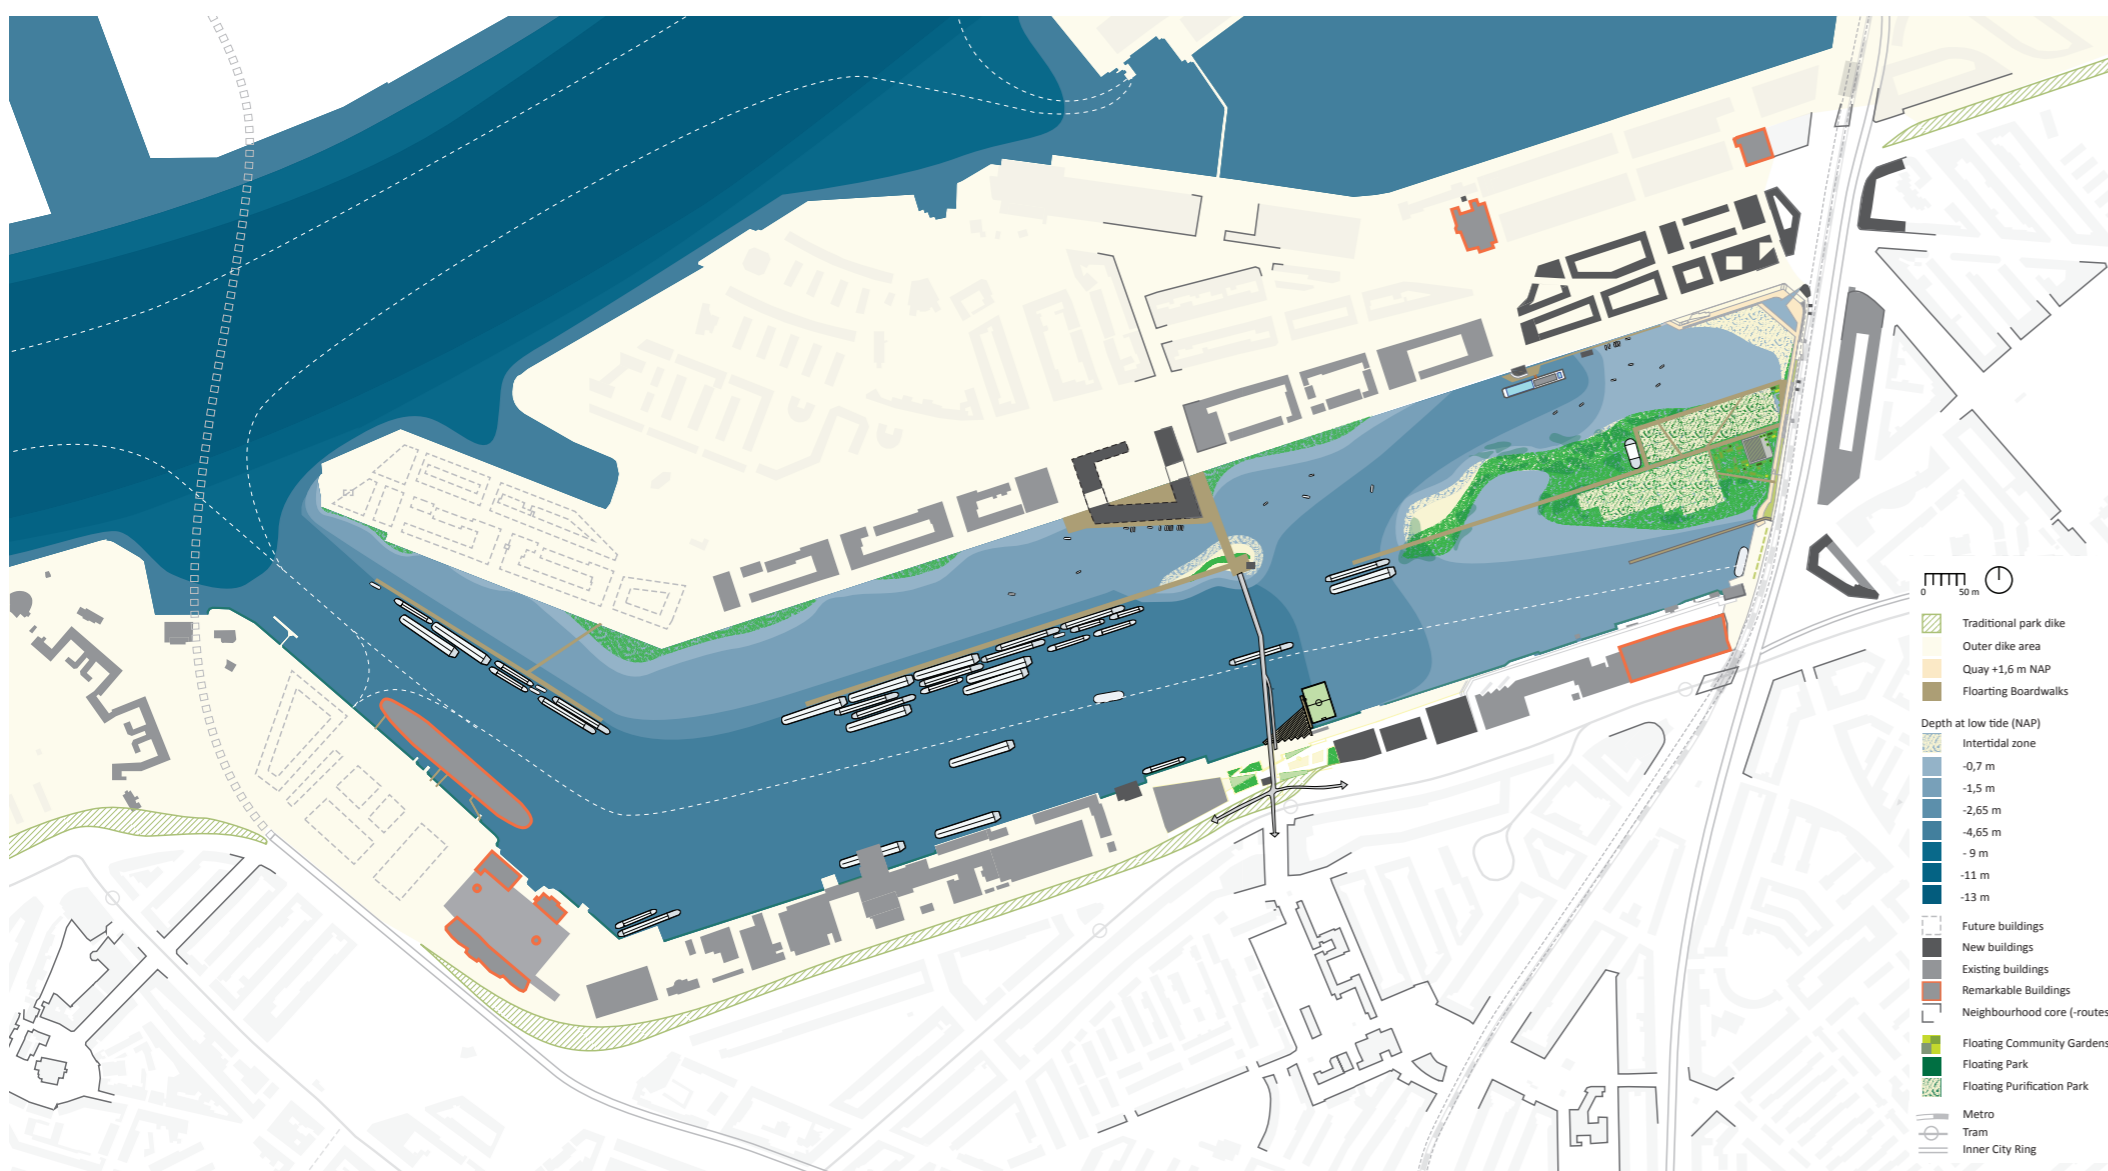 0 50 m
Traditional park dike
Outer dike area
Quay +1,6 m NAP
Floarting Boardwalks
Depth at low tide (NAP)
Intertidal zone
-0,7 m
-1,5 m
-2,65 m
-4,65 m
- 9 m
-11 m
-13 m
Future buildings
New buildings
Existing buildings
Remarkable Buildings
Neighbourhood core (-routes
Floating Community Gardens
Floating Park
Floating Purification Park
Metro
Tram
Inner City Ring